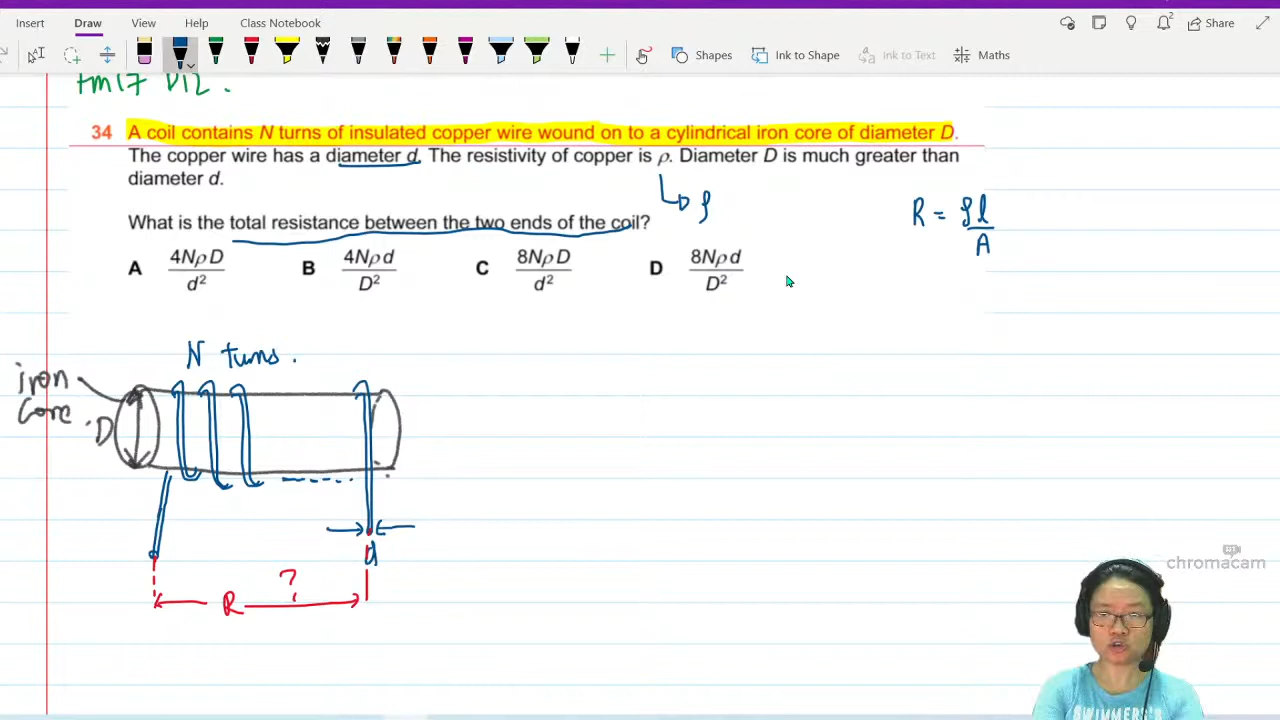 Insert Draw View Help Class Notebook Share
Shapes Ink to Shape Ink to Text Maths
34 A coil contains N turns of insulated copper wire wound on to a cylindrical iron core of diameter D.
The copper wire has a diameter d. The resistivity of copper is ρ. Diameter D is much greater than
diameter d.
ρ
R = ρl/A
What is the total resistance between the two ends of the coil?
A 4NρD/d² B 4Nρd/D² C 8NρD/d² D 8Nρd/D²
N turns.
iron
core
D
d
?
R
chromacam
SWIMMER'S